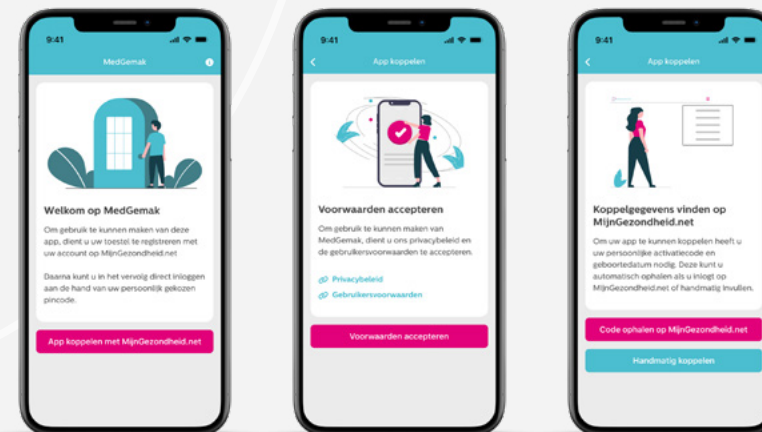 9:41
MedGemak
Welkom op MedGemak
Om gebruik te kunnen maken van deze
app, dient u uw toestel te registreren met
uw account op MijnGezondheid.net
Daarna kunt u in het vervolg direct inloggen
aan de hand van uw persoonlijk gekozen
pincode.
App koppelen met MijnGezondheid.net
9:41
App koppelen
Voorwaarden accepteren
Om gebruik te kunnen maken van
MedGemak, dient u ons privacybeleid en
de gebruikersvoorwaarden te accepteren.
Privacybeleid
Gebruikersvoorwaarden
Voorwaarden accepteren
9:41
App koppelen
Koppelgegevens vinden op
MijnGezondheid.net
Om uw app te kunnen koppelen heeft u
uw persoonlijke activatiecode en
geboortedatum nodig. Deze kunt u
automatisch ophalen als u inlogt op
MijnGezondheid.net of handmatig invullen.
Code ophalen op MijnGezondheid.net
Handmatig koppelen